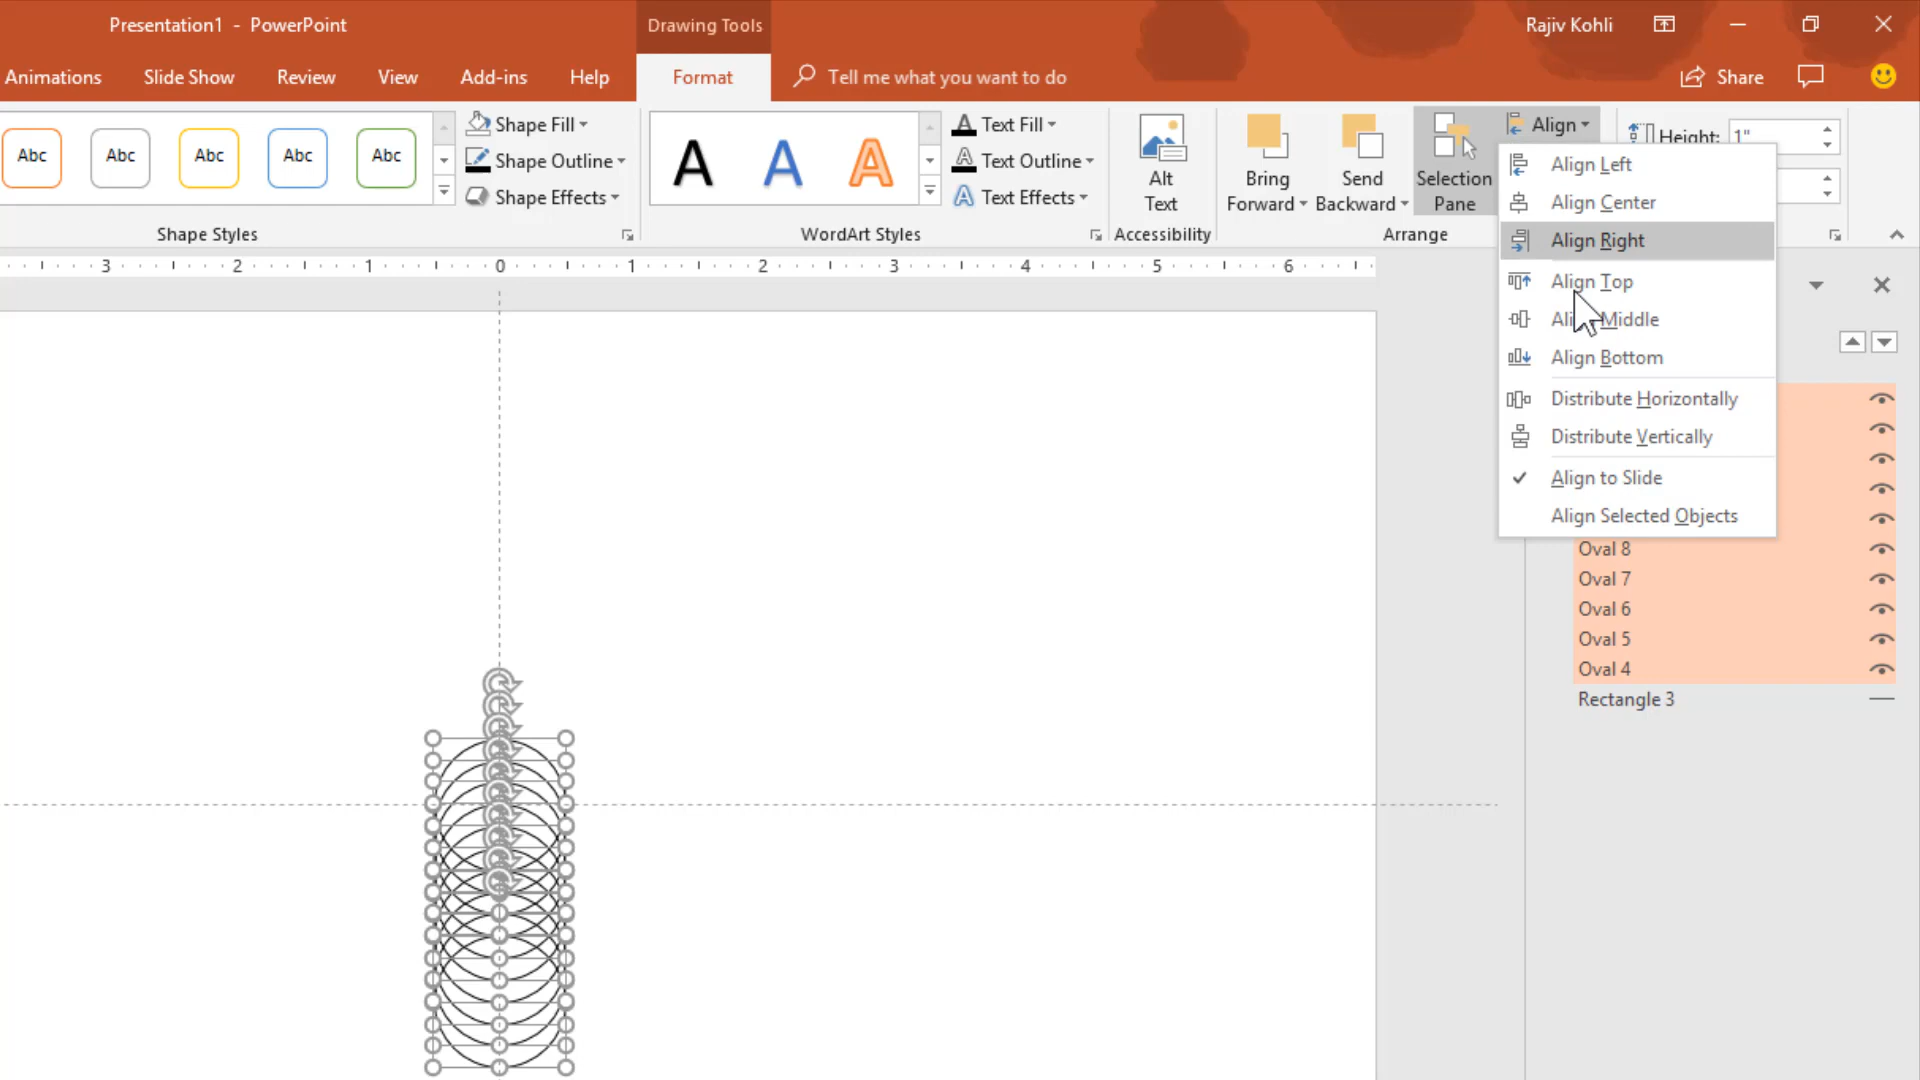 Presentation1 - PowerPoint
Drawing Tools
Rajiv Kohli
Animations
Slide Show
Review
View
Add-ins
Help
Format
Tell me what you want to do
Share
Abc
Abc
Abc
Abc
Abc
Shape Fill
Shape Outline
Shape Effects
Shape Styles
A
A
A
Text Fill
Text Outline
Text Effects
WordArt Styles
Alt
Text
Accessibility
Bring
Forward
Send
Backward
Selection
Pane
Arrange
Align
Height:
1"
Align Left
Align Center
Align Right
Align Top
Align Middle
Align Bottom
Distribute Horizontally
Distribute Vertically
Align to Slide
Align Selected Objects
3 2 1 0 1 2 3 4 5 6
Oval 8
Oval 7
Oval 6
Oval 5
Oval 4
Rectangle 3